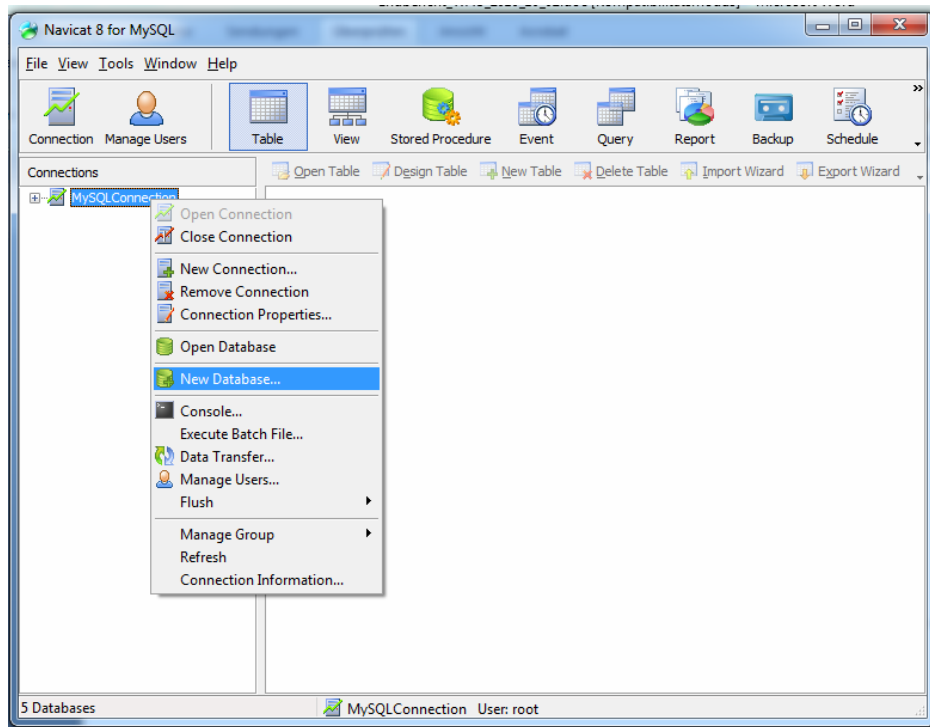 Navicat 8 for MySQL
File View Tools Window Help
Connection Manage Users Table View Stored Procedure Event Query Report Backup Schedule
Connections
Open Table Design Table New Table Delete Table Import Wizard Export Wizard
MySQLConnection
Open Connection
Close Connection
New Connection...
Remove Connection
Connection Properties...
Open Database
New Database...
Console...
Execute Batch File...
Data Transfer...
Manage Users...
Flush
Manage Group
Refresh
Connection Information...
5 Databases MySQLConnection User: root